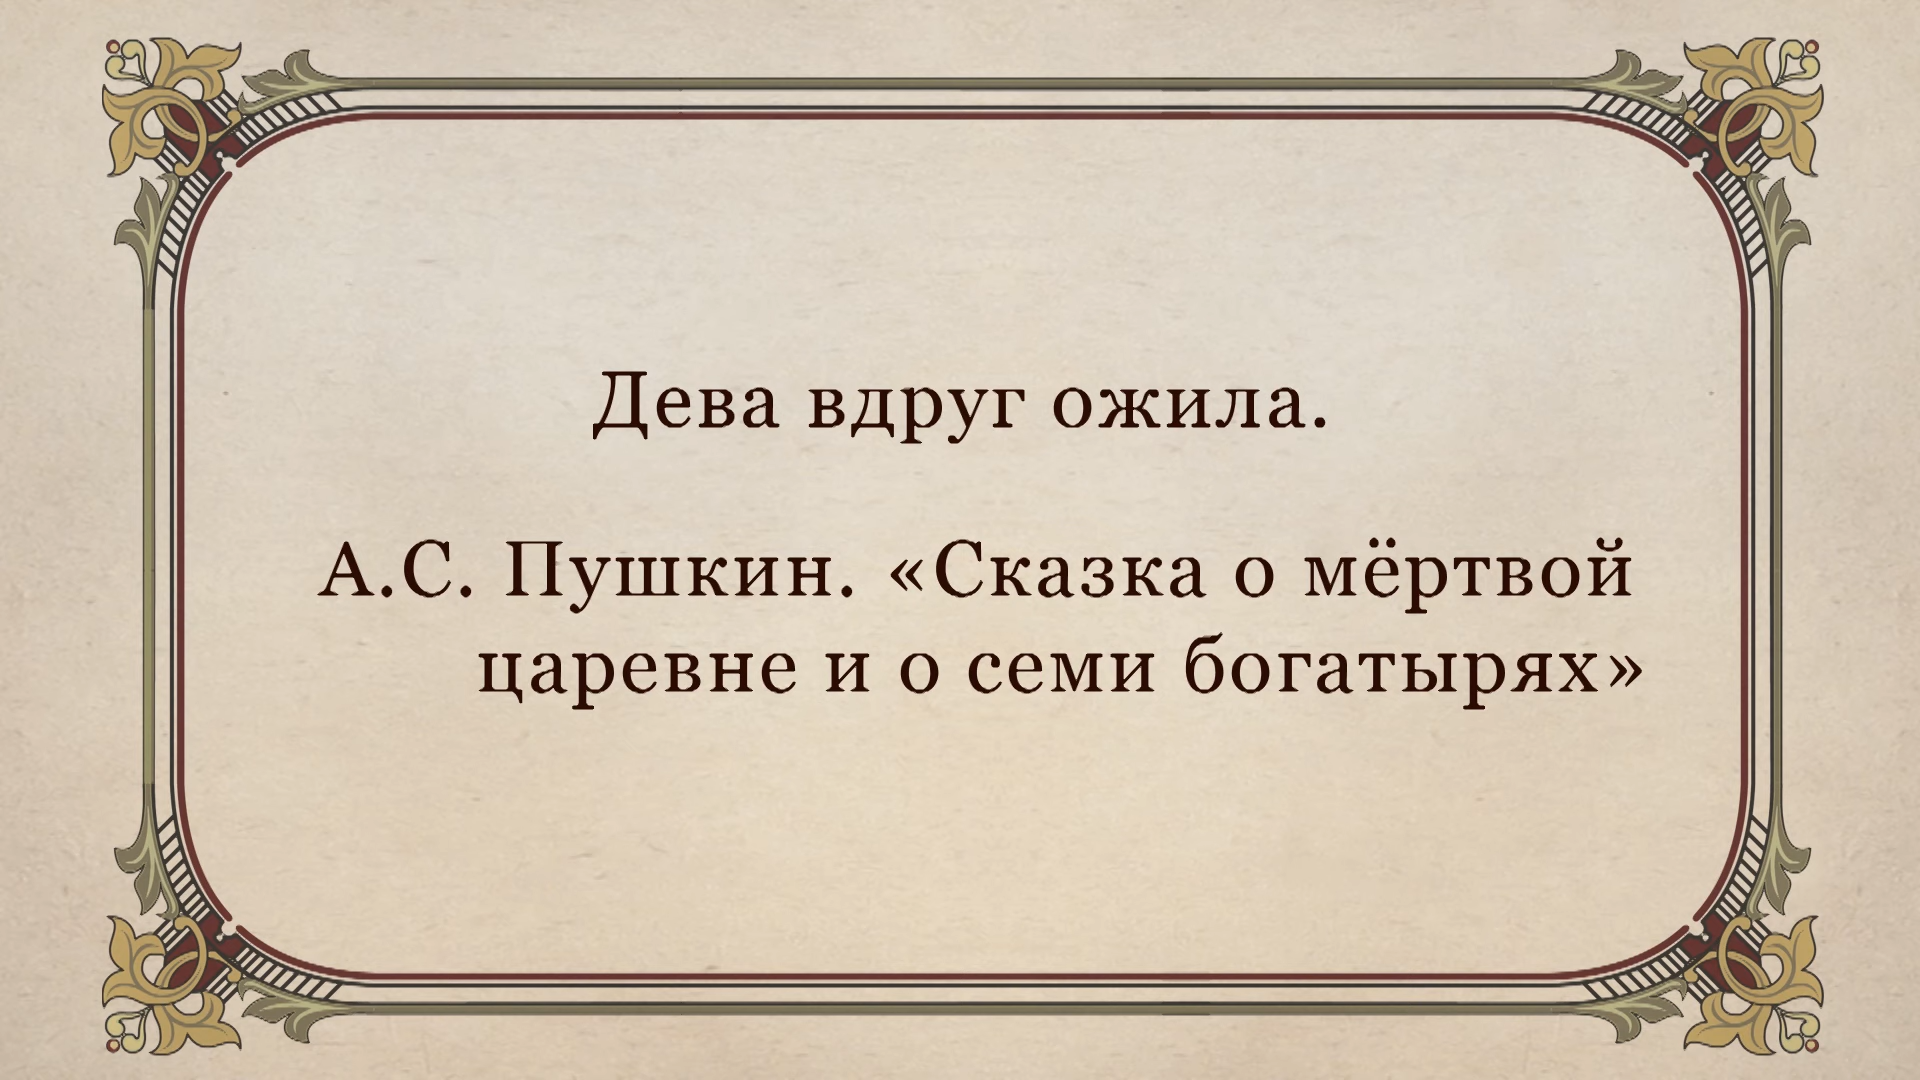 Дева вдруг ожила.
А.С. Пушкин. «Сказка о мёртвой
царевне и о семи богатырях»